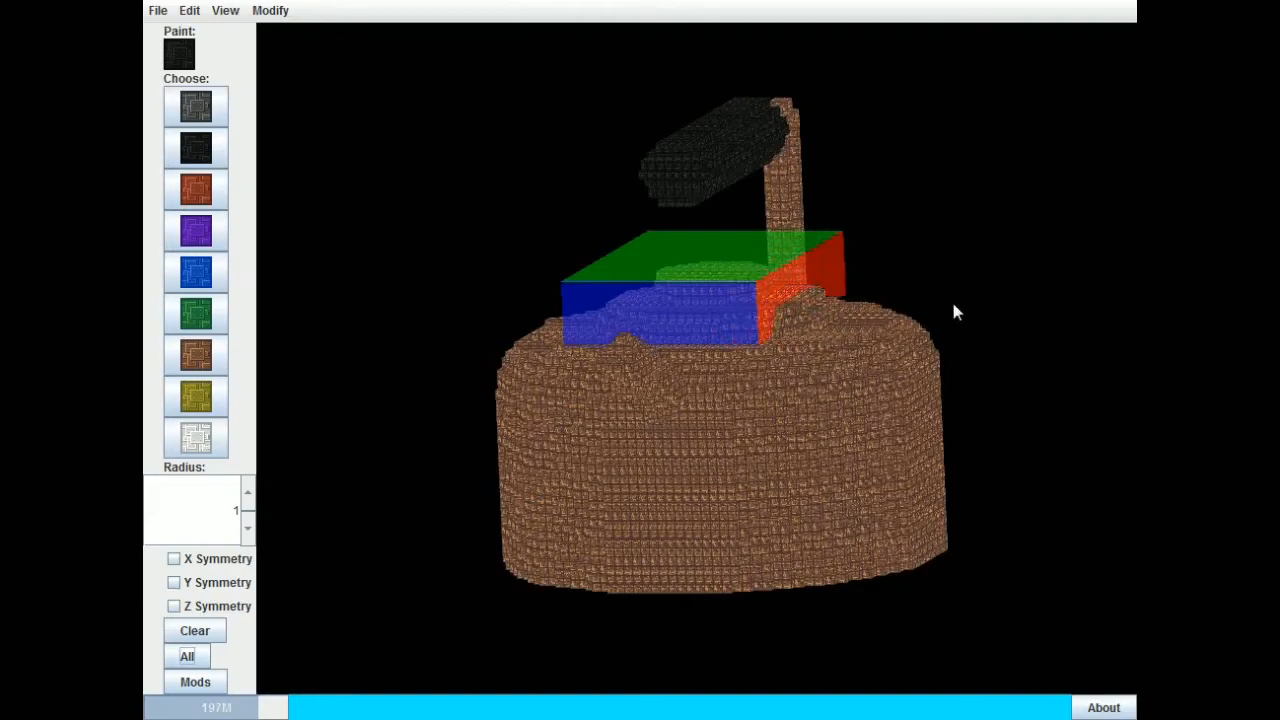 File Edit View Modify
Paint:
Choose:
Radius:
1
X Symmetry
Y Symmetry
Z Symmetry
Clear
All
Mods
197M
About